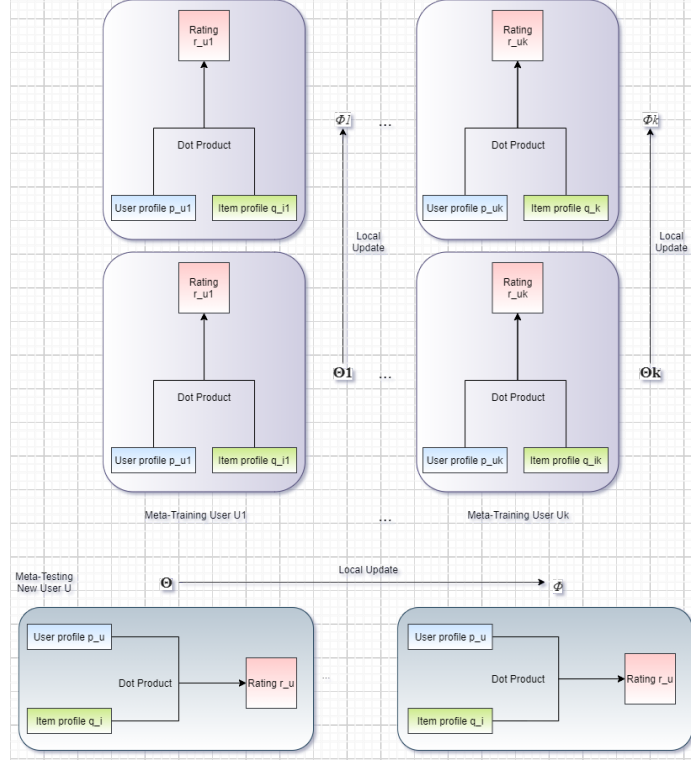 Rating
r_u1
Rating
r_uk
Φ1
...
Φk
Dot Product
Dot Product
User profile p_u1
Item profile q_i1
User profile p_uk
Item profile q_k
Local
Update
Local
Update
Rating
r_u1
Rating
r_uk
Θ1
...
Θk
Dot Product
Dot Product
User profile p_u1
Item profile q_i1
User profile p_uk
Item profile q_ik
Meta-Training User U1
...
Meta-Training User Uk
Meta-Testing
New User U
Θ
Local Update
Φ
User profile p_u
Dot Product
Rating r_u
Item profile q_i
...
User profile p_u
Dot Product
Rating r_u
Item profile q_i